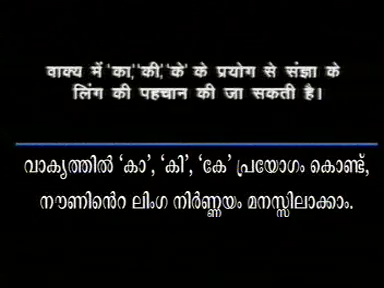 वाक्य में 'का,''की,''के' के प्रयोग से संज्ञा के
लिंग की पहचान की जा सकती है।
വാക്യത്തിൽ ‘കാ’, ‘കി’, ‘കേ’ പ്രയോഗം കൊണ്ട്,
നൗണിന്റെ ലിംഗ നിർണ്ണയം മനസ്സിലാക്കാം.